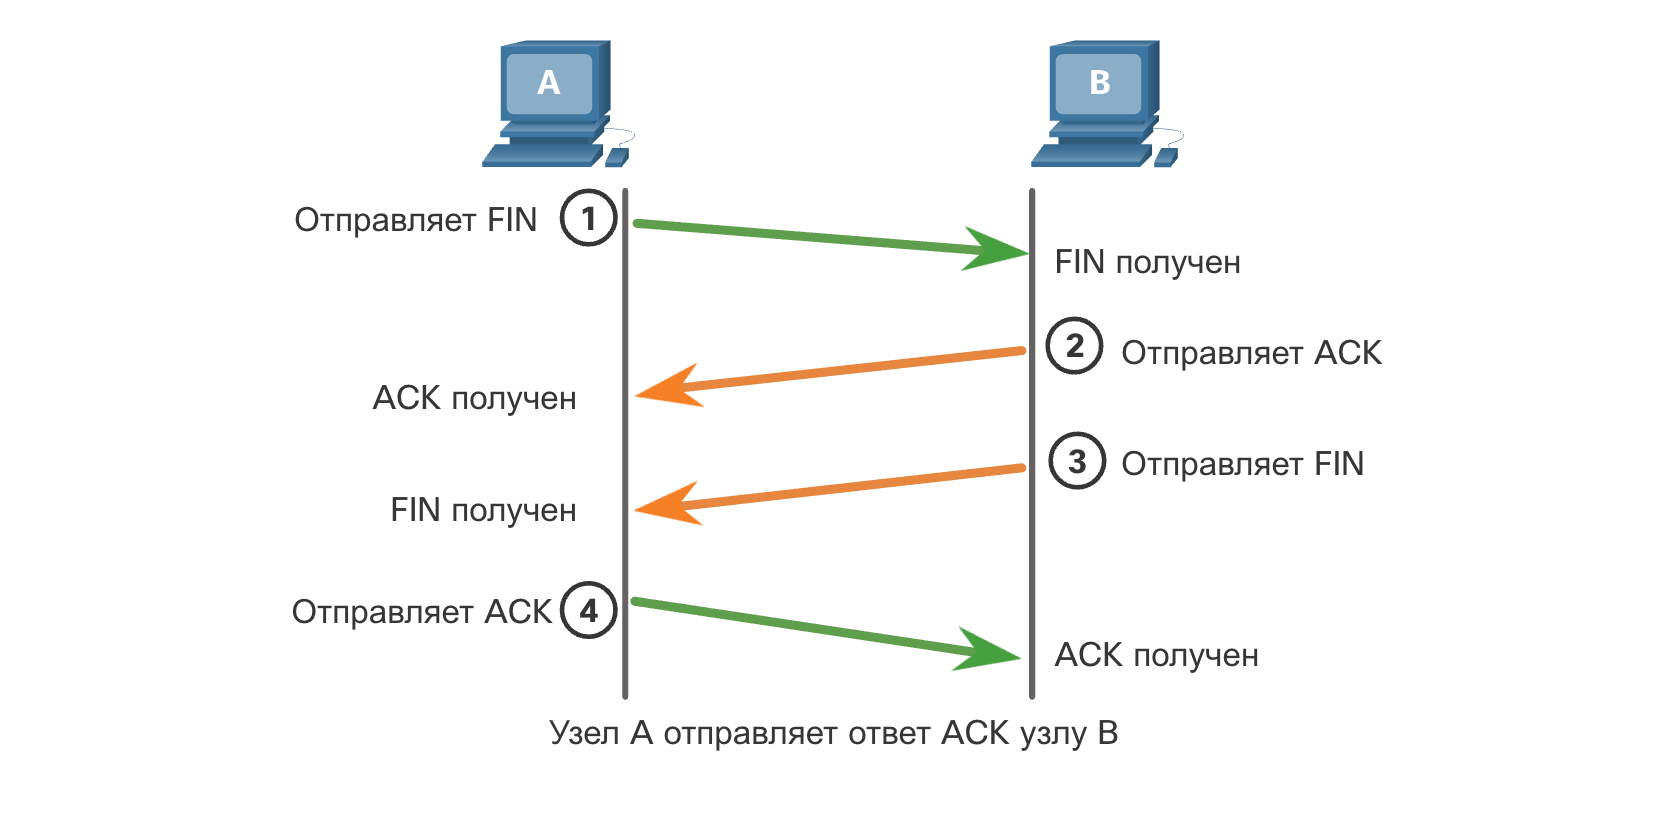 A
B
Отправляет FIN
1
FIN получен
2
Отправляет ACK
ACK получен
3
Отправляет FIN
FIN получен
Отправляет ACK
4
ACK получен
Узел A отправляет ответ ACK узлу B